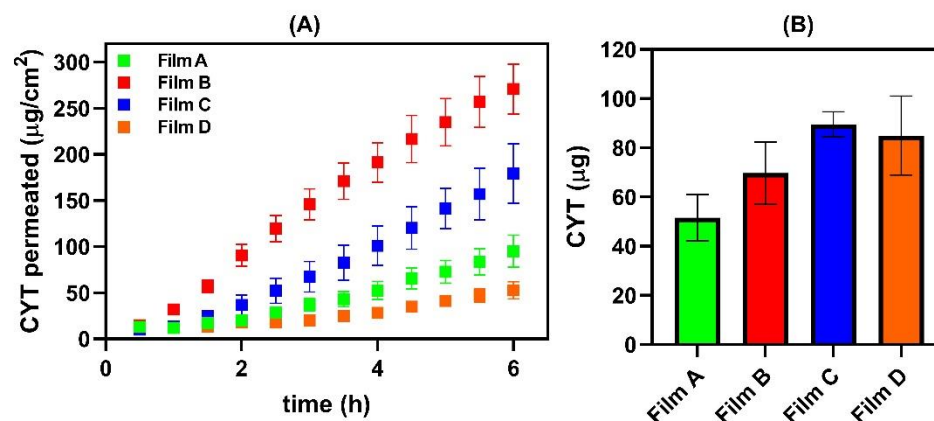 (A)
CYT permeated (μg/cm²)
300
250
200
150
100
50
0
0
2
4
6
time (h)
Film A
Film B
Film C
Film D
(B)
CYT (μg)
120
100
80
60
40
20
0
Film A
Film B
Film C
Film D